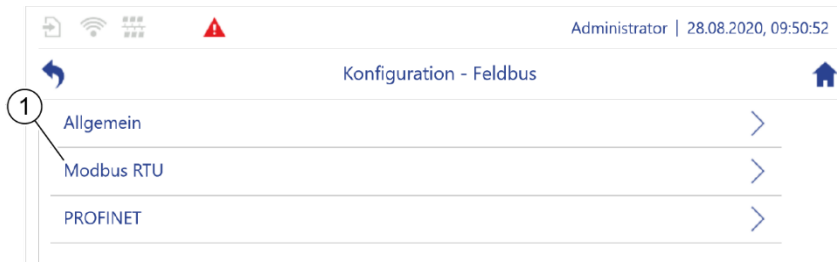 Administrator | 28.08.2020, 09:50:52
Konfiguration - Feldbus
1
Allgemein
Modbus RTU
PROFINET